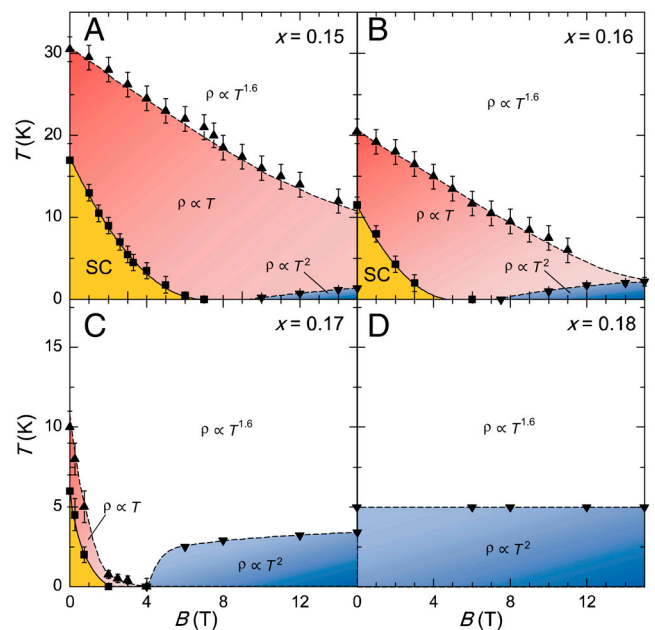 A
x = 0.15
B
x = 0.16
30
20
10
0
T (K)
ρ ∝ T^1.6
ρ ∝ T
SC
ρ ∝ T^2
ρ ∝ T^1.6
ρ ∝ T
SC
ρ ∝ T^2
C
x = 0.17
D
x = 0.18
15
10
5
0
T (K)
ρ ∝ T^1.6
ρ ∝ T
ρ ∝ T^2
ρ ∝ T^1.6
ρ ∝ T^2
0 4 8 12 0 4 8 12
B (T) B (T)